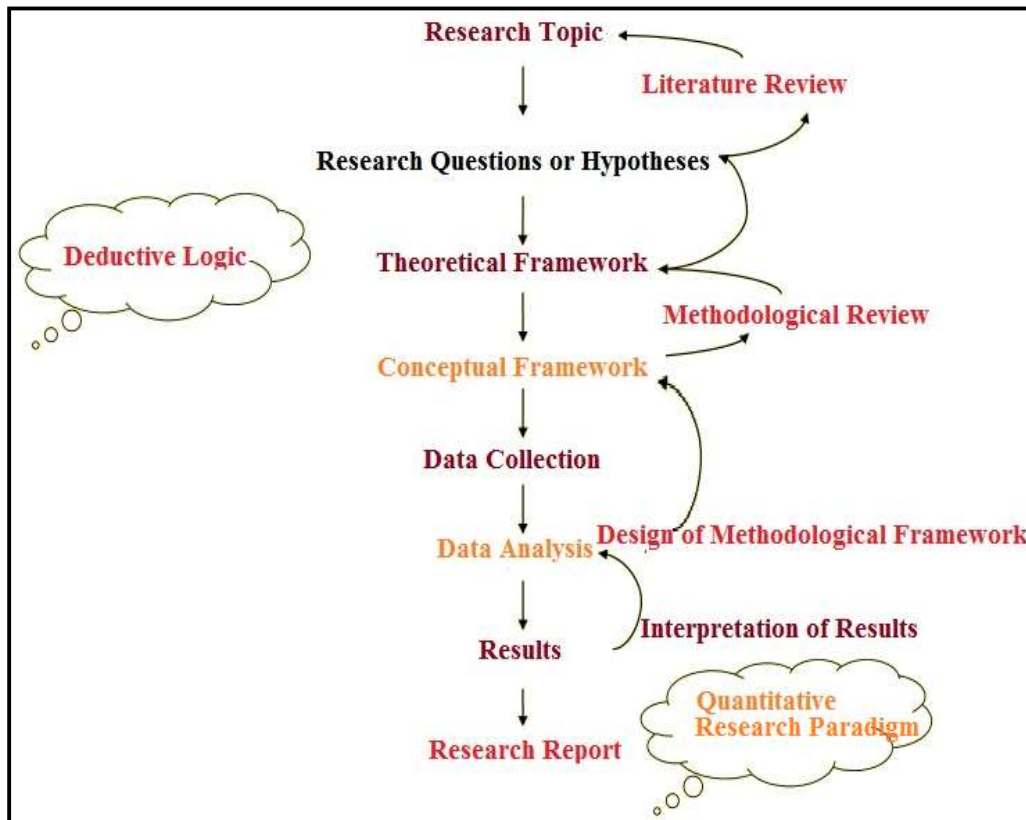 Research Topic
Literature Review
Research Questions or Hypotheses
Deductive Logic
Theoretical Framework
Methodological Review
Conceptual Framework
Data Collection
Design of Methodological Framework
Data Analysis
Interpretation of Results
Results
Quantitative
Research Paradigm
Research Report